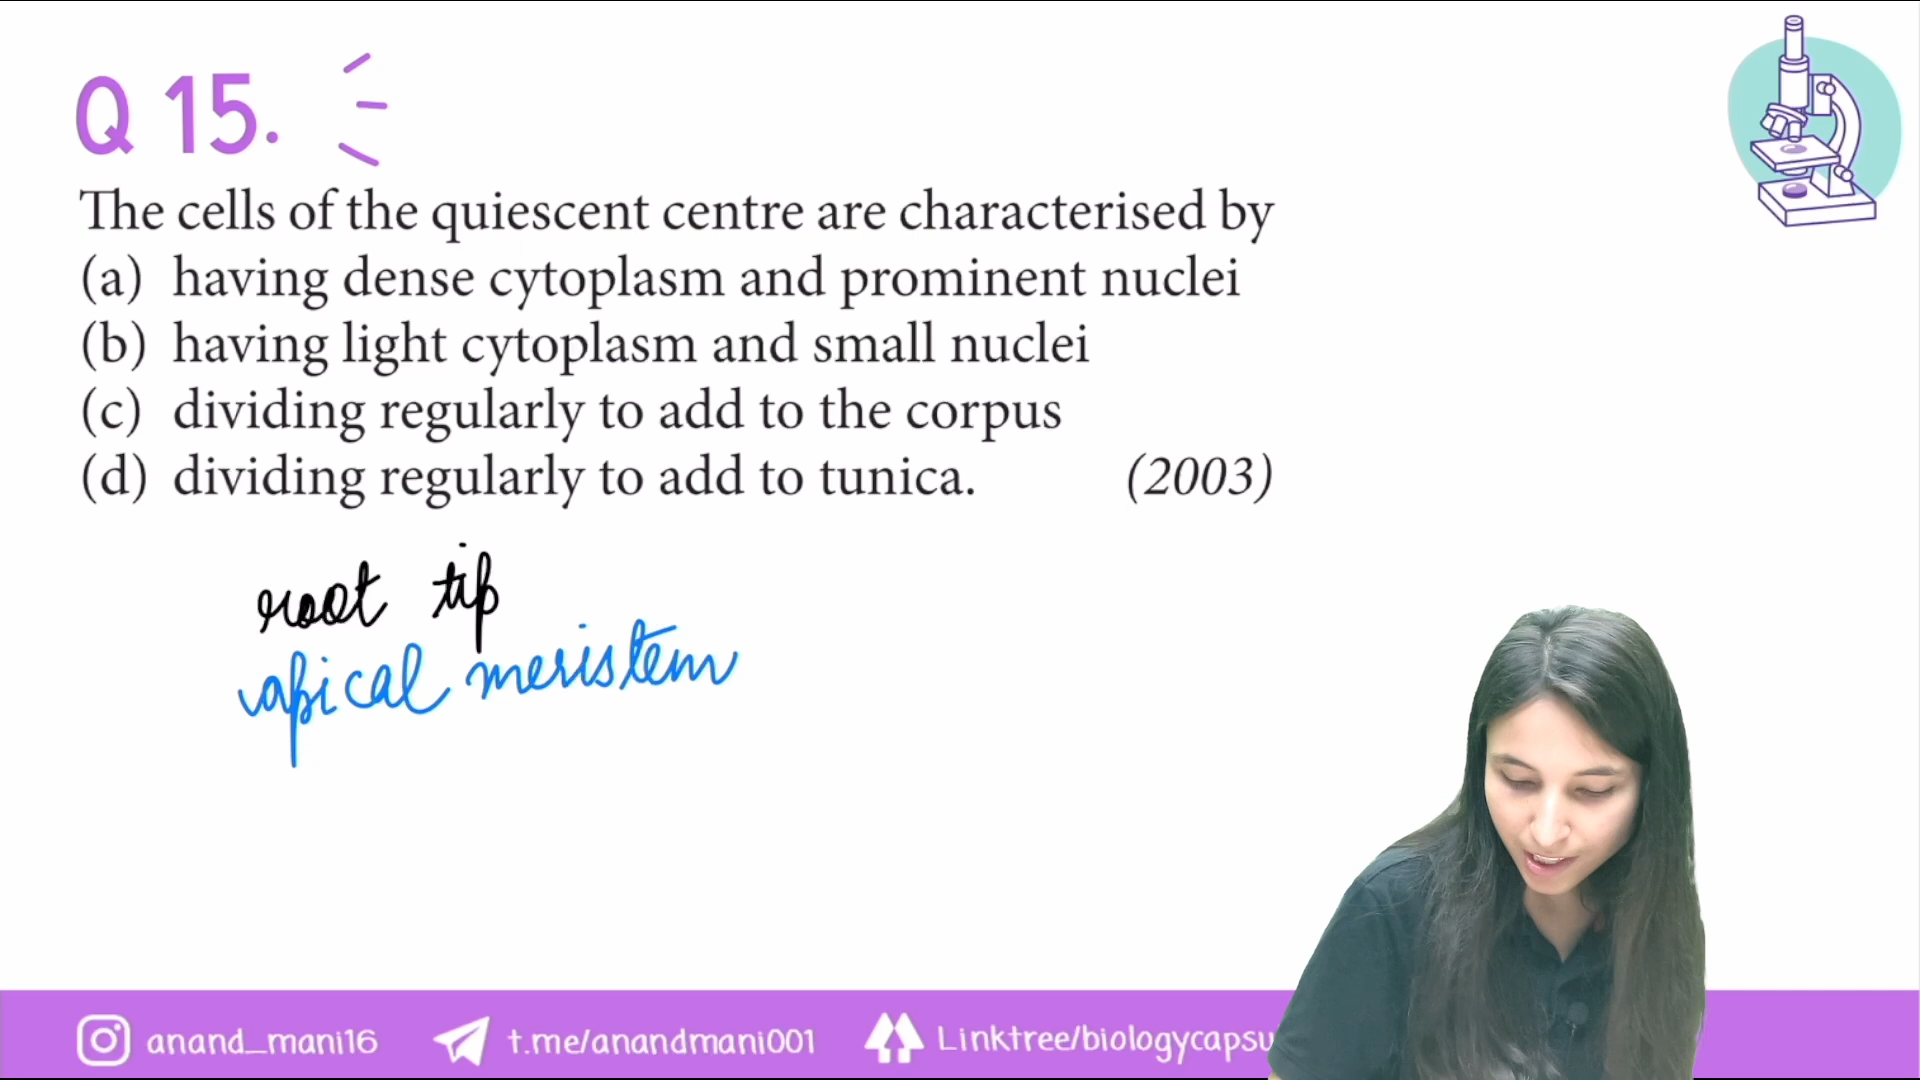 Q 15.
The cells of the quiescent centre are characterised by
(a) having dense cytoplasm and prominent nuclei
(b) having light cytoplasm and small nuclei
(c) dividing regularly to add to the corpus
(d) dividing regularly to add to tunica. (2003)
root tip
apical meristem
anand_mani16 t.me/anandmani001 Linktree/biologycapsu